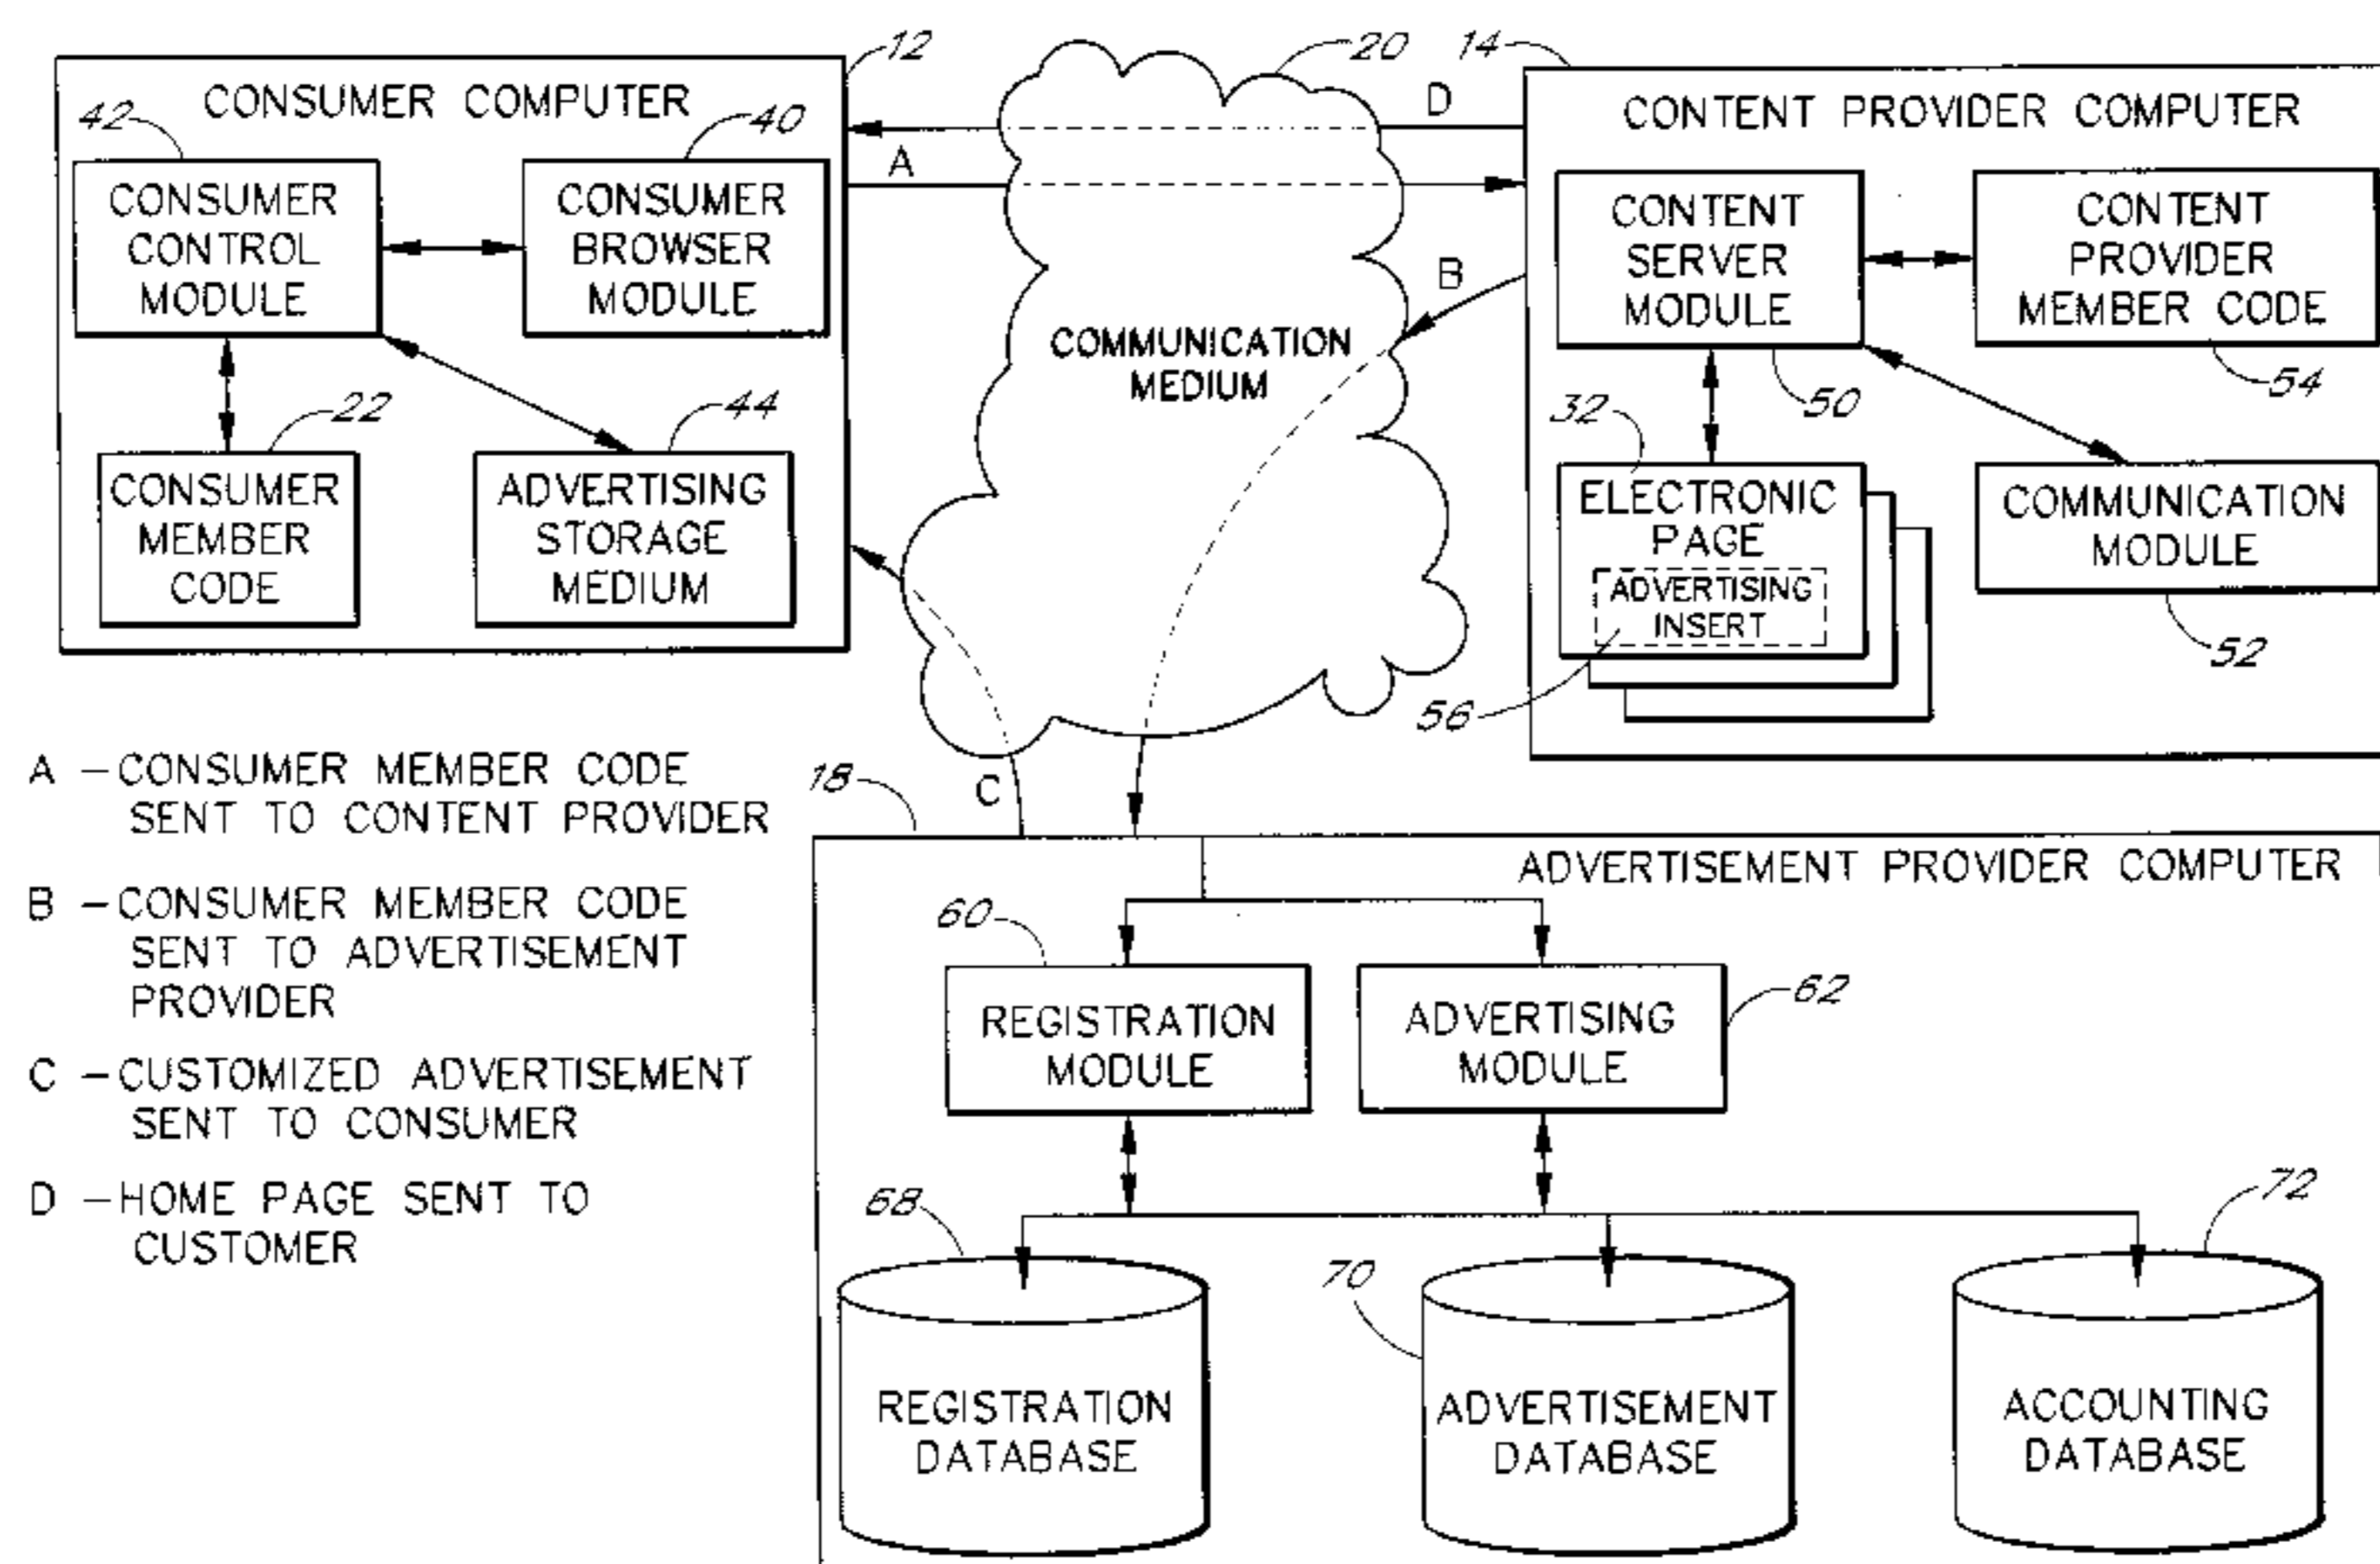 12
20
14
CONSUMER COMPUTER
D
CONTENT PROVIDER COMPUTER
42
40
A
CONSUMER
CONTROL
MODULE
CONSUMER
BROWSER
MODULE
CONTENT
SERVER
MODULE
CONTENT
PROVIDER
MEMBER CODE
B
COMMUNICATION
MEDIUM
22
44
32
50
54
CONSUMER
MEMBER
CODE
ADVERTISING
STORAGE
MEDIUM
ELECTRONIC
PAGE
ADVERTISING
INSERT
COMMUNICATION
MODULE
56
52
A – CONSUMER MEMBER CODE
SENT TO CONTENT PROVIDER
B – CONSUMER MEMBER CODE
SENT TO ADVERTISEMENT
PROVIDER
C – CUSTOMIZED ADVERTISEMENT
SENT TO CONSUMER
D – HOME PAGE SENT TO
CUSTOMER
C
18
ADVERTISEMENT PROVIDER COMPUTER
60
REGISTRATION
MODULE
ADVERTISING
MODULE
62
68
70
72
REGISTRATION
DATABASE
ADVERTISEMENT
DATABASE
ACCOUNTING
DATABASE